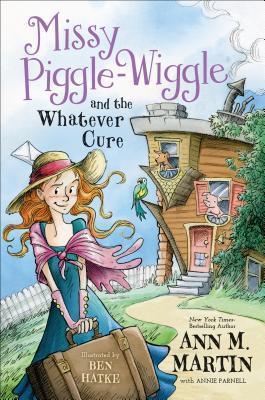 Missy
Piggle-Wiggle
and the
Whatever
Cure
New York Times-
Bestselling Author
ANN M.
MARTIN
with ANNIE PARNELL
Illustrated by
BEN
HATKE